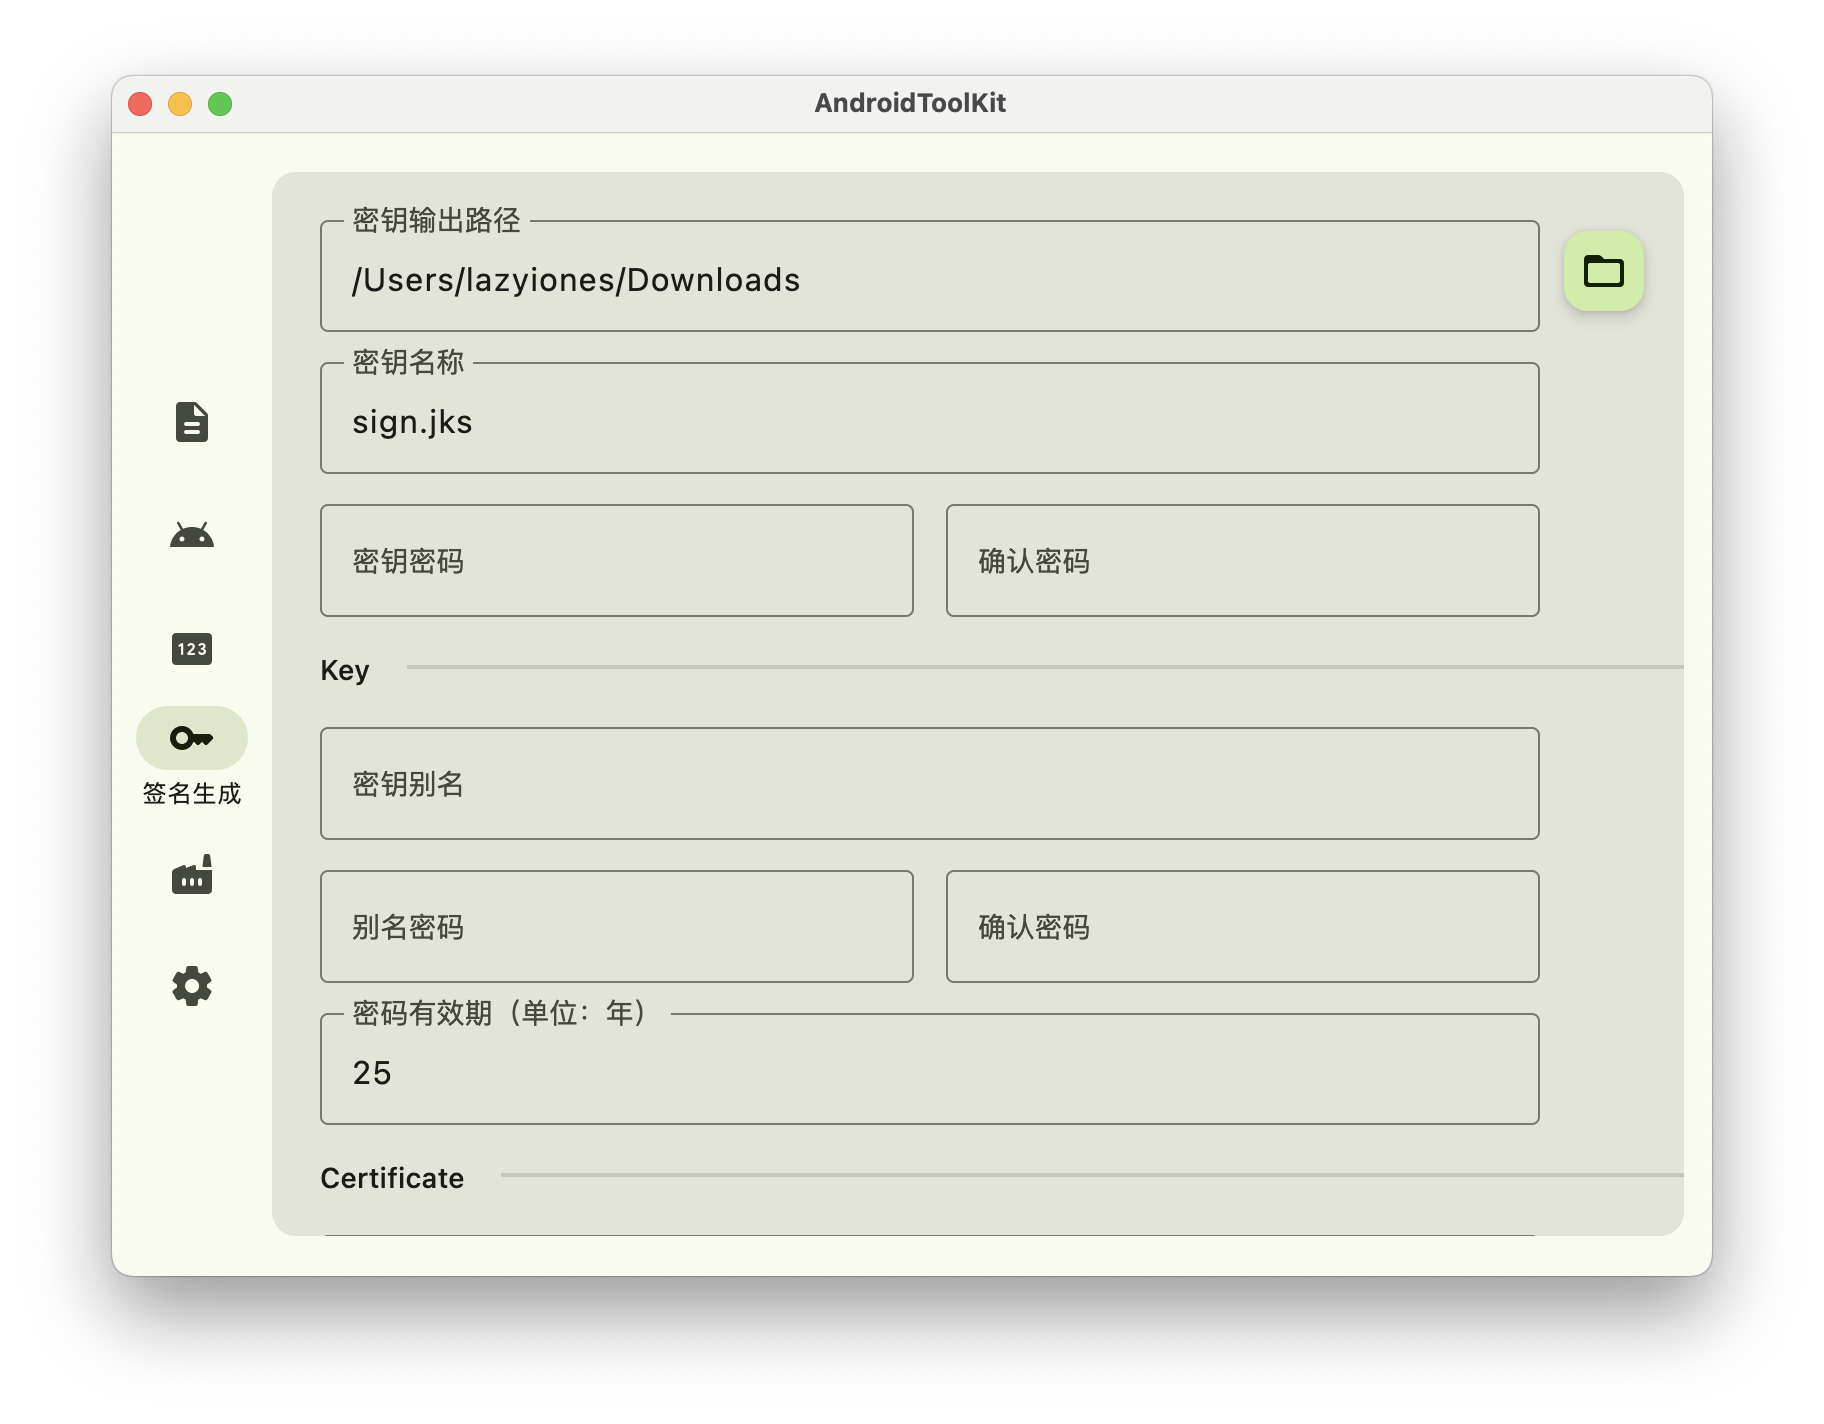 AndroidToolKit
密钥输出路径
/Users/lazyiones/Downloads
密钥名称
sign.jks
密钥密码
确认密码
Key
密钥别名
别名密码
确认密码
密码有效期（单位：年）
25
Certificate
123
签名生成